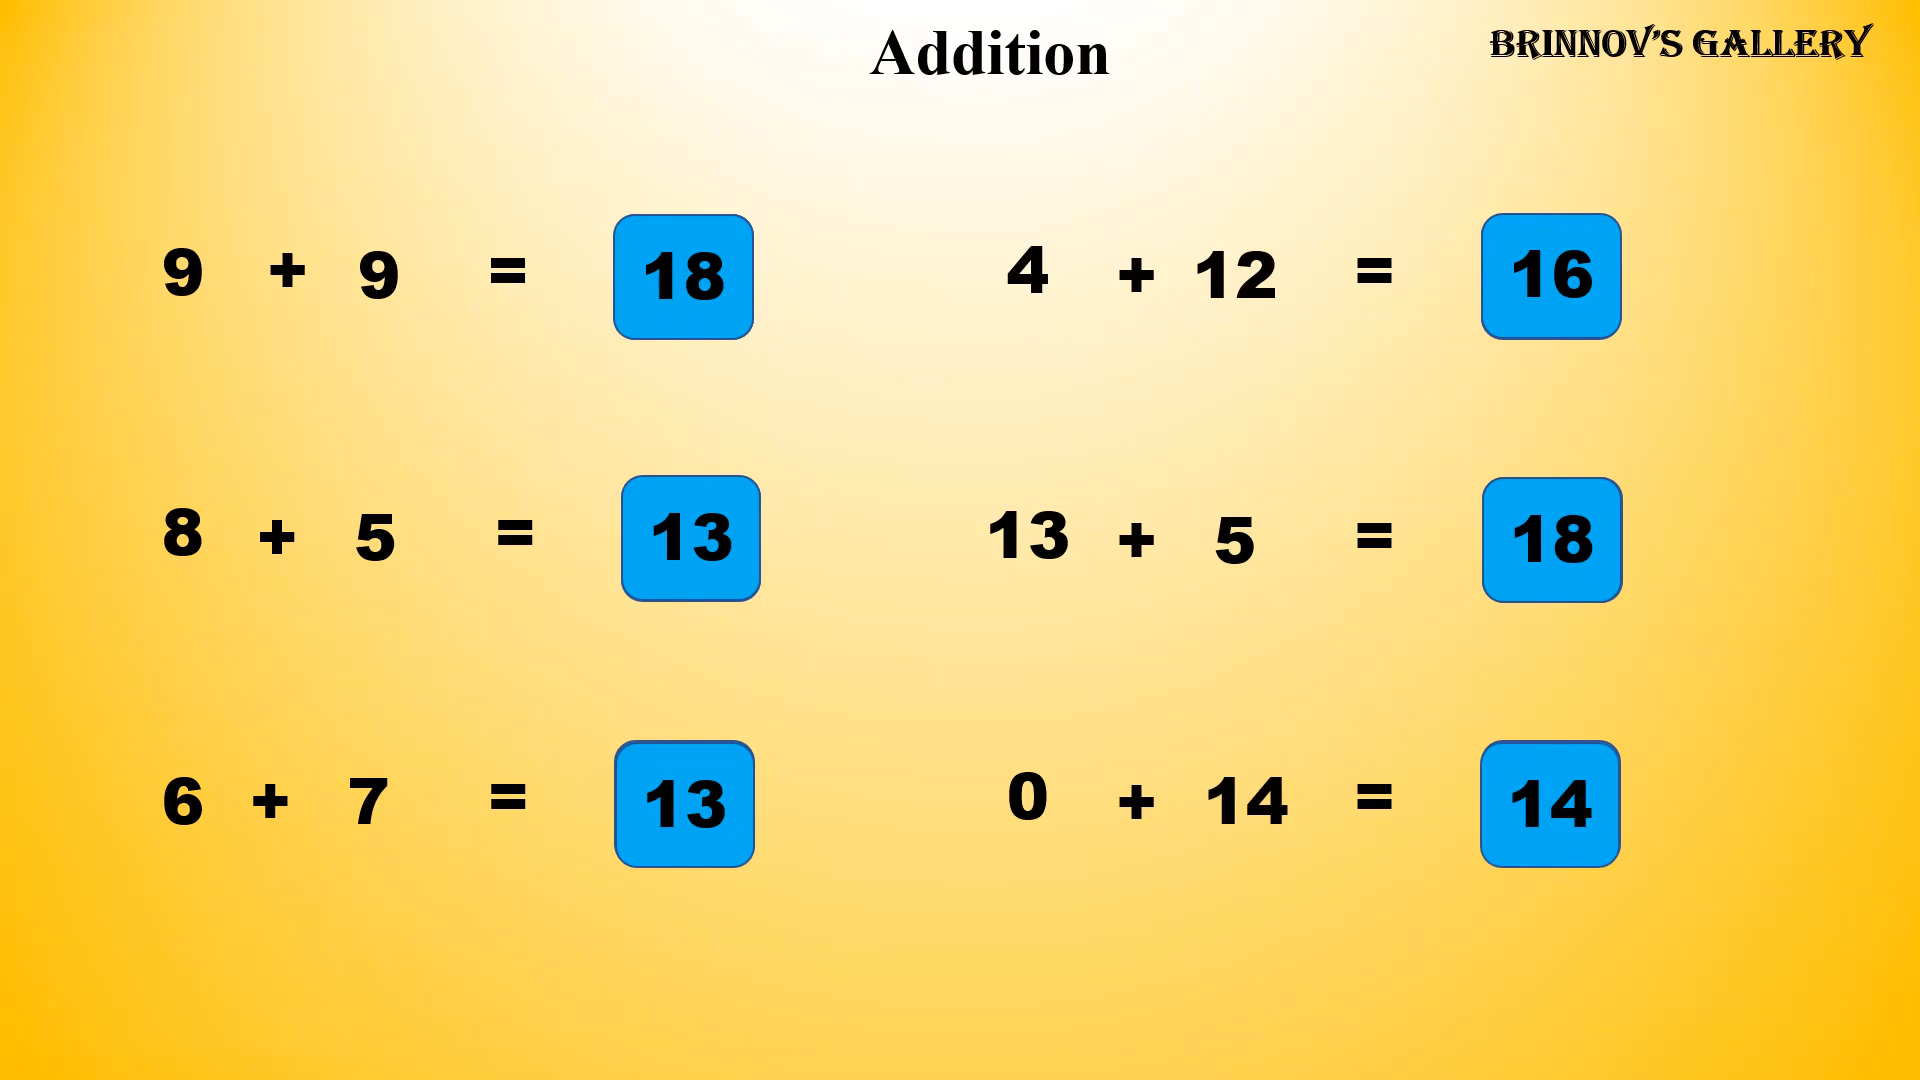 Addition
BRINNOV'S GALLERY
9 + 9 = 18
4 + 12 = 16
8 + 5 = 13
13 + 5 = 18
6 + 7 = 13
0 + 14 = 14